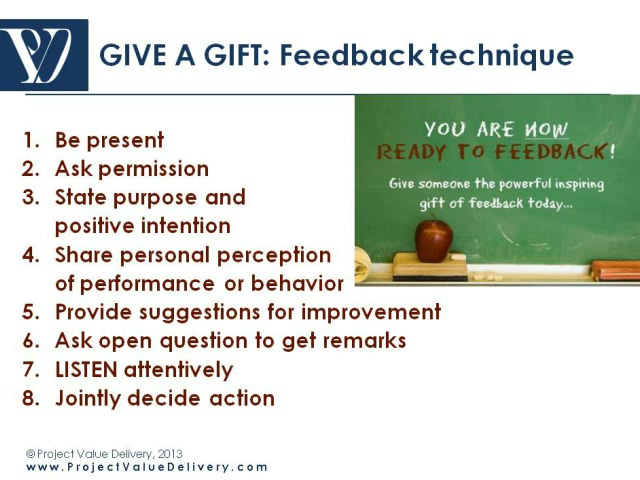 GIVE A GIFT: Feedback technique
1. Be present
2. Ask permission
3. State purpose and
positive intention
4. Share personal perception
of performance or behavior
5. Provide suggestions for improvement
6. Ask open question to get remarks
7. LISTEN attentively
8. Jointly decide action
YOU ARE NOW
READY TO FEEDBACK!
Give someone the powerful inspiring
gift of feedback today...
© Project Value Delivery, 2013
www.ProjectValueDelivery.com